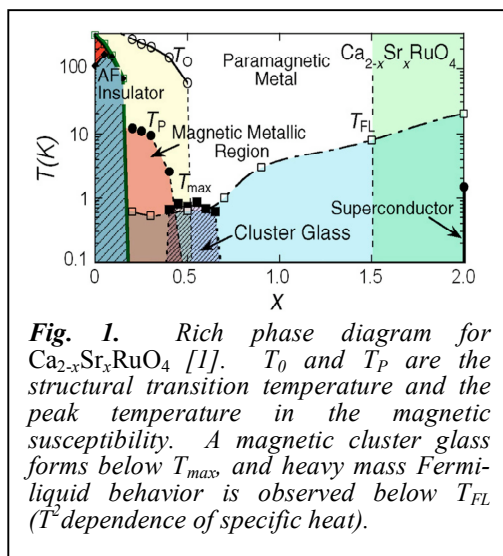 Ca2-xSrxRuO4
Paramagnetic
Metal
TO
100
AF
Insulator
TP
TFL
10
Magnetic Metallic
Region
Tmax
T(K)
1
Superconductor
Cluster Glass
0.1
0.0 0.5 1.0 1.5 2.0
X
Fig. 1. Rich phase diagram for
Ca2-xSrxRuO4 [1]. T0 and TP are the
structural transition temperature and the
peak temperature in the magnetic
susceptibility. A magnetic cluster glass
forms below Tmax, and heavy mass Fermi-
liquid behavior is observed below TFL
(T2 dependence of specific heat).